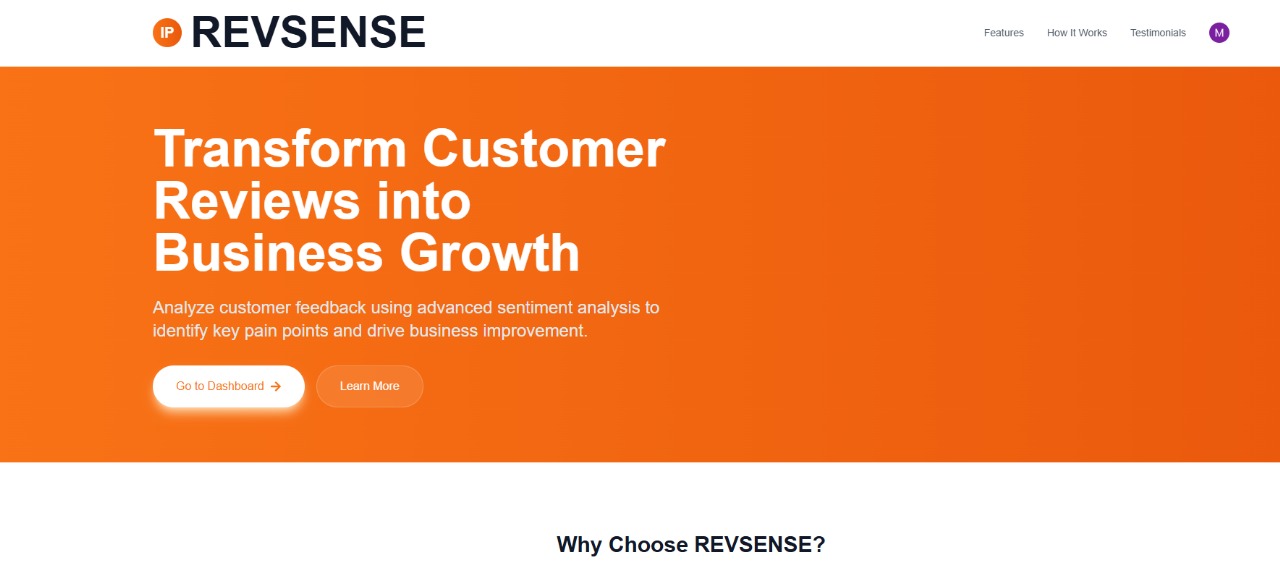 IP REVSENSE
Features How It Works Testimonials M
Transform Customer
Reviews into
Business Growth
Analyze customer feedback using advanced sentiment analysis to
identify key pain points and drive business improvement.
Go to Dashboard → Learn More
Why Choose REVSENSE?